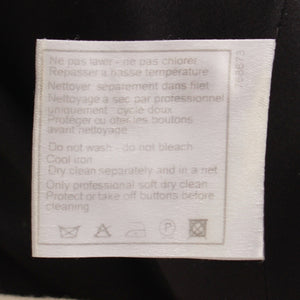 Ne pas laver - ne pas chlorer
Repasser a basse température
Nettoyer separement dans filet
Nettoyage a sec par professionnel
uniquement - cycle doux
Protéger ou oter les boutons
avant nettoyage
Do not wash - do not bleach
Cool iron
Dry clean separately and in a net
Only professional soft dry clean
Protect or take off buttons before
cleaning
P